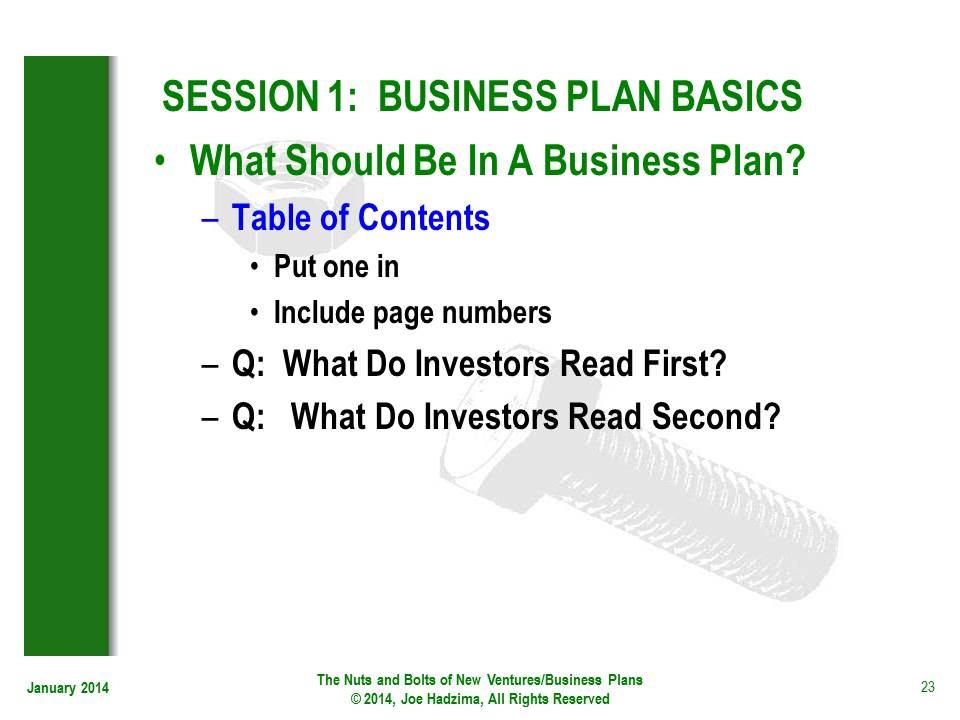 SESSION 1:  BUSINESS PLAN BASICS
• What Should Be In A Business Plan?
– Table of Contents
• Put one in
• Include page numbers
– Q:  What Do Investors Read First?
– Q:   What Do Investors Read Second?
January 2014
The Nuts and Bolts of New Ventures/Business Plans
© 2014, Joe Hadzima, All Rights Reserved
23